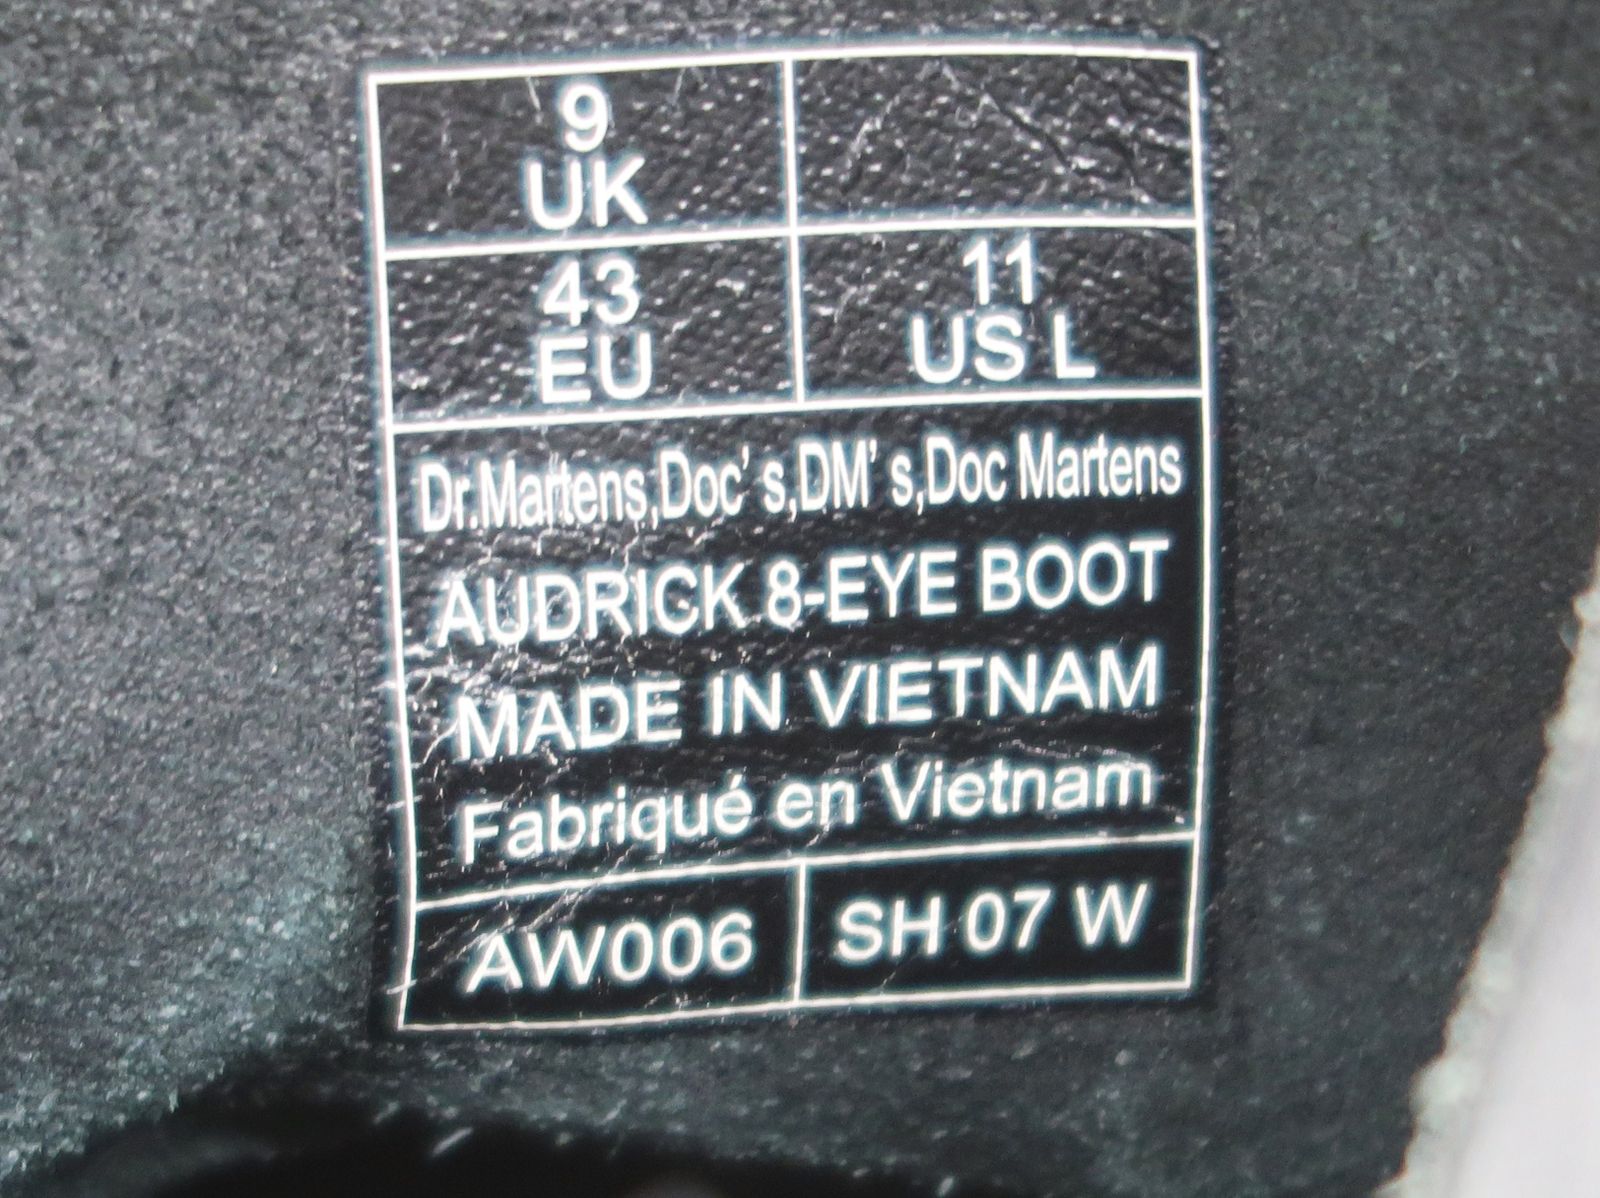 9
UK
43
EU
11
US L
Dr.Martens,Doc's,DM's,Doc Martens
AUDRICK 8-EYE BOOT
MADE IN VIETNAM
Fabriqué en Vietnam
AW006
SH 07 W